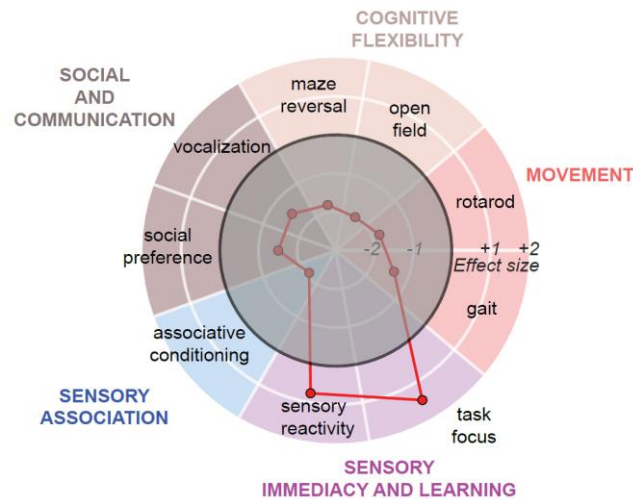 COGNITIVE
FLEXIBILITY
SOCIAL
AND
COMMUNICATION
maze
reversal
open
field
vocalization
MOVEMENT
rotarod
social
preference
-2 -1 +1 +2
Effect size
gait
associative
conditioning
SENSORY
ASSOCIATION
sensory
reactivity
task
focus
SENSORY
IMMEDIACY AND LEARNING